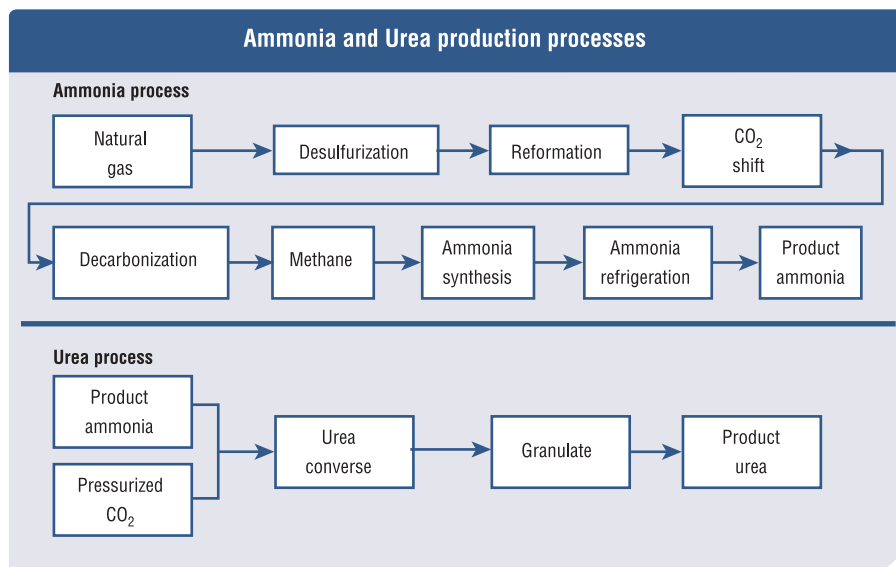 Ammonia and Urea production processes
Ammonia process
Natural
gas
Desulfurization
Reformation
CO₂
shift
Decarbonization
Methane
Ammonia
synthesis
Ammonia
refrigeration
Product
ammonia
Urea process
Product
ammonia
Pressurized
CO₂
Urea
converse
Granulate
Product
urea